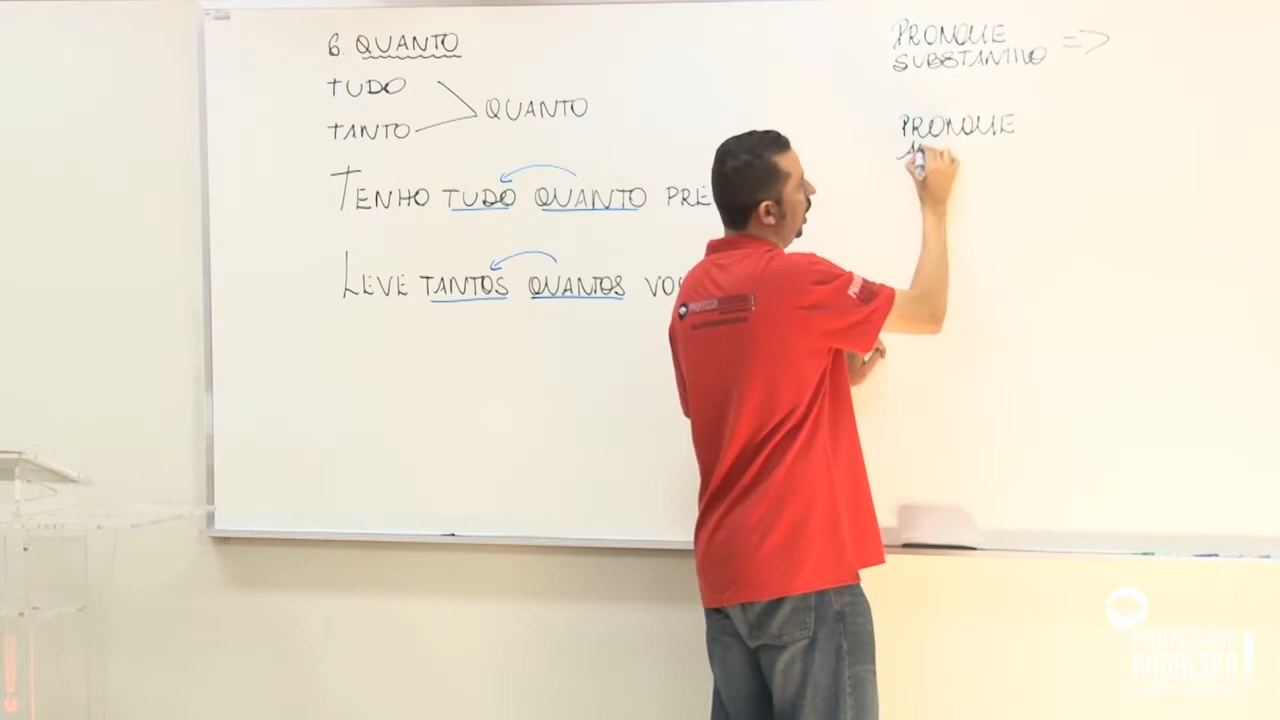 6. QUANTO
TUDO
TANTO
QUANTO
TENHO TUDO QUANTO PRE
LEVE TANTOS QUANTOS VO
PRONOME
SUBSTANTIVO =>
PRONOME